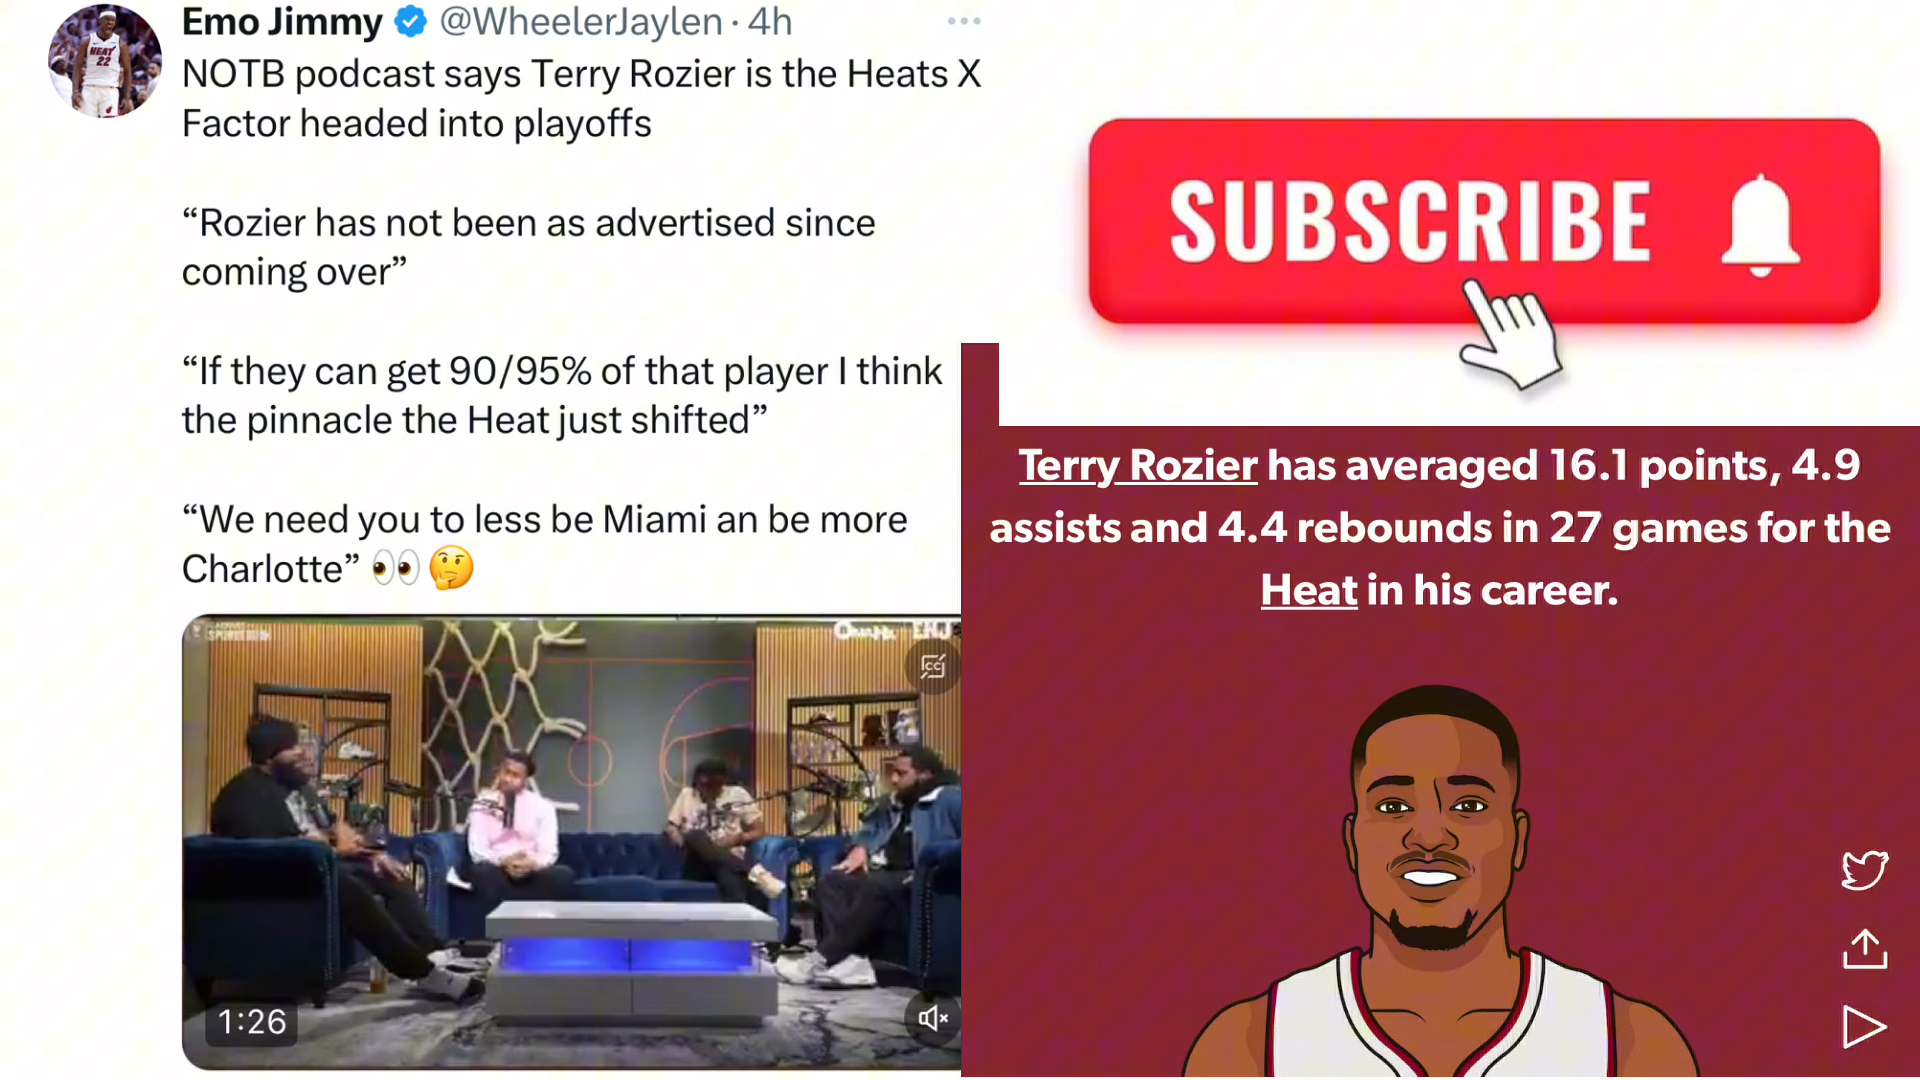 Emo Jimmy @WheelerJaylen · 4h
NOTB podcast says Terry Rozier is the Heats X
Factor headed into playoffs
“Rozier has not been as advertised since
coming over”
“If they can get 90/95% of that player I think
the pinnacle the Heat just shifted”
“We need you to less be Miami an be more
Charlotte” 👀🤔
HEAT
22
CC
1:26
SUBSCRIBE
Terry Rozier has averaged 16.1 points, 4.9
assists and 4.4 rebounds in 27 games for the
Heat in his career.